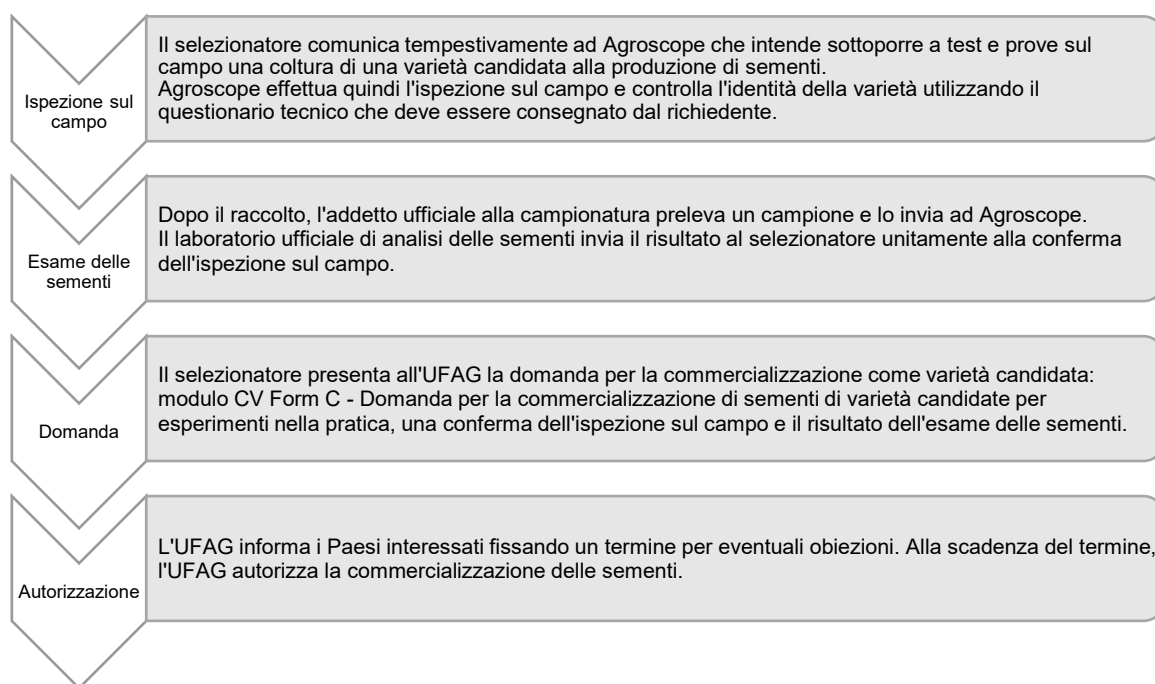 Ispezione sul
campo
Il selezionatore comunica tempestivamente ad Agroscope che intende sottoporre a test e prove sul
campo una coltura di una varietà candidata alla produzione di sementi.
Agroscope effettua quindi l'ispezione sul campo e controlla l'identità della varietà utilizzando il
questionario tecnico che deve essere consegnato dal richiedente.
Esame delle
sementi
Dopo il raccolto, l'addetto ufficiale alla campionatura preleva un campione e lo invia ad Agroscope.
Il laboratorio ufficiale di analisi delle sementi invia il risultato al selezionatore unitamente alla conferma
dell'ispezione sul campo.
Domanda
Il selezionatore presenta all'UFAG la domanda per la commercializzazione come varietà candidata:
modulo CV Form C - Domanda per la commercializzazione di sementi di varietà candidate per
esperimenti nella pratica, una conferma dell'ispezione sul campo e il risultato dell'esame delle sementi.
Autorizzazione
L'UFAG informa i Paesi interessati fissando un termine per eventuali obiezioni. Alla scadenza del termine,
l'UFAG autorizza la commercializzazione delle sementi.